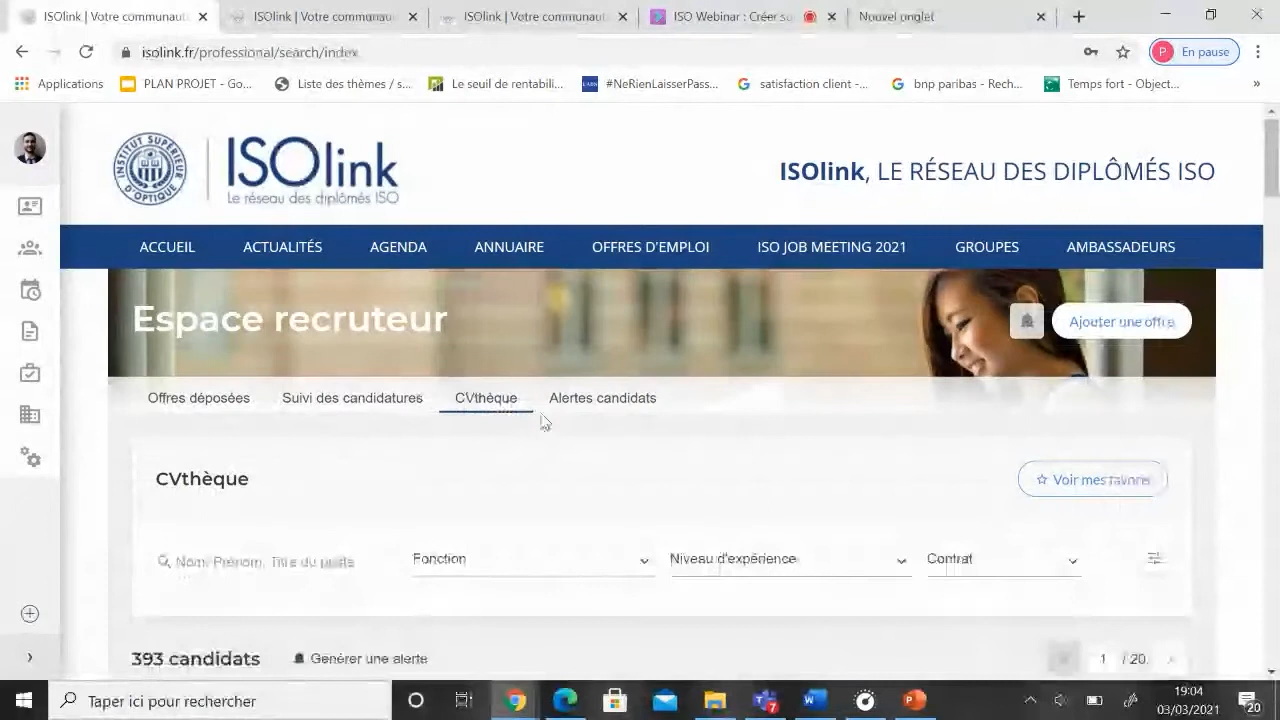 ISOlink | Votre communaut
ISOlink | Votre communaut
ISOlink | Votre communaut
ISO Webinar : Créer su
Nouvel onglet
isolink.fr/professional/search/index
P
En pause
Applications
PLAN PROJET - Go...
Liste des thèmes / s...
Le seuil de rentabili...
#NeRienLaisserPass...
satisfaction client -...
bnp paribas - Rech...
Temps fort - Object...
»
INSTITUT SUPÉRIEUR D'OPTIQUE
ISOlink
Le réseau des diplômés ISO
ISOlink, LE RÉSEAU DES DIPLÔMÉS ISO
ACCUEIL
ACTUALITÉS
AGENDA
ANNUAIRE
OFFRES D'EMPLOI
ISO JOB MEETING 2021
GROUPES
AMBASSADEURS
Espace recruteur
Ajouter une offre
Offres déposées
Suivi des candidatures
CVthèque
Alertes candidats
CVthèque
Voir mes favoris
Nom, Prénom, Titre du poste
Fonction
Niveau d'expérience
Contrat
393 candidats
Générer une alerte
1 / 20
Taper ici pour rechercher
7
19:04
03/03/2021
20